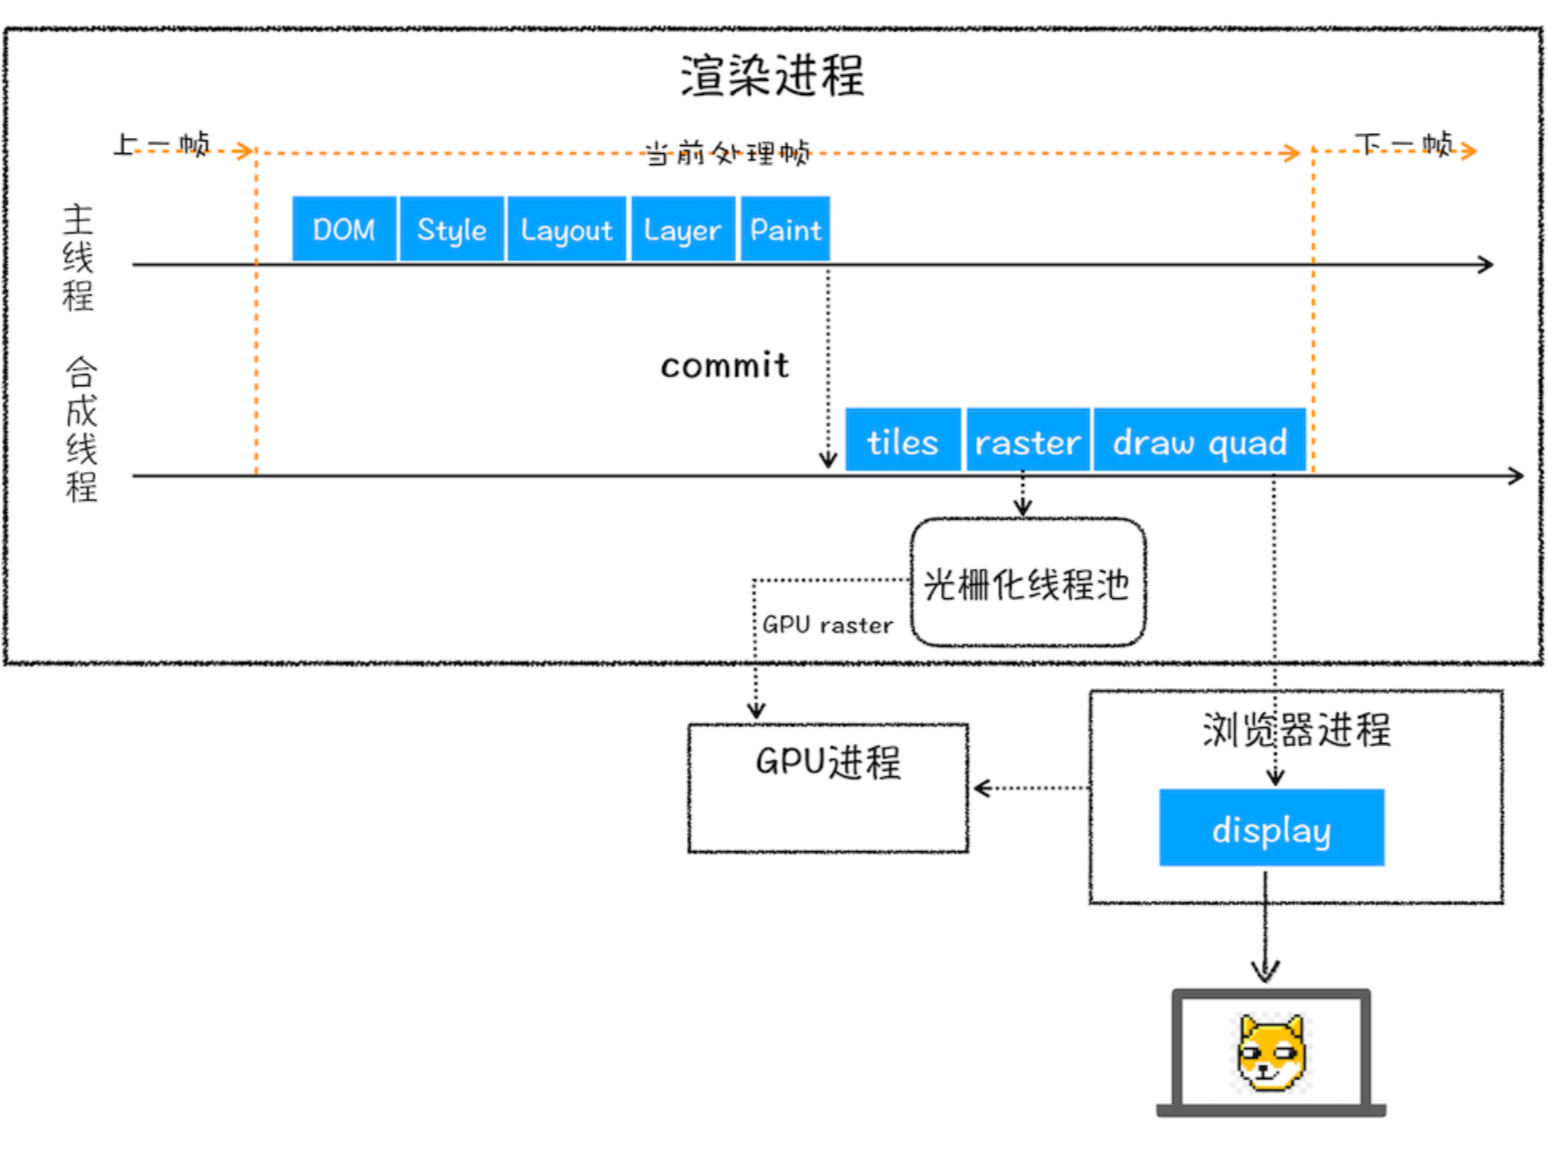 渲染进程
上一帧
当前处理帧
下一帧
主线程
DOM
Style
Layout
Layer
Paint
commit
合成线程
tiles
raster
draw quad
光栅化线程池
GPU raster
GPU进程
浏览器进程
display